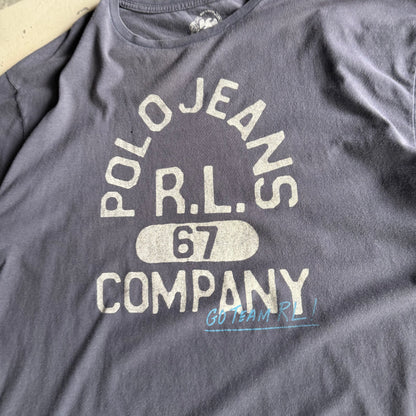 POLO JEANS
R.L.
67
COMPANY
GO TEAM RL!